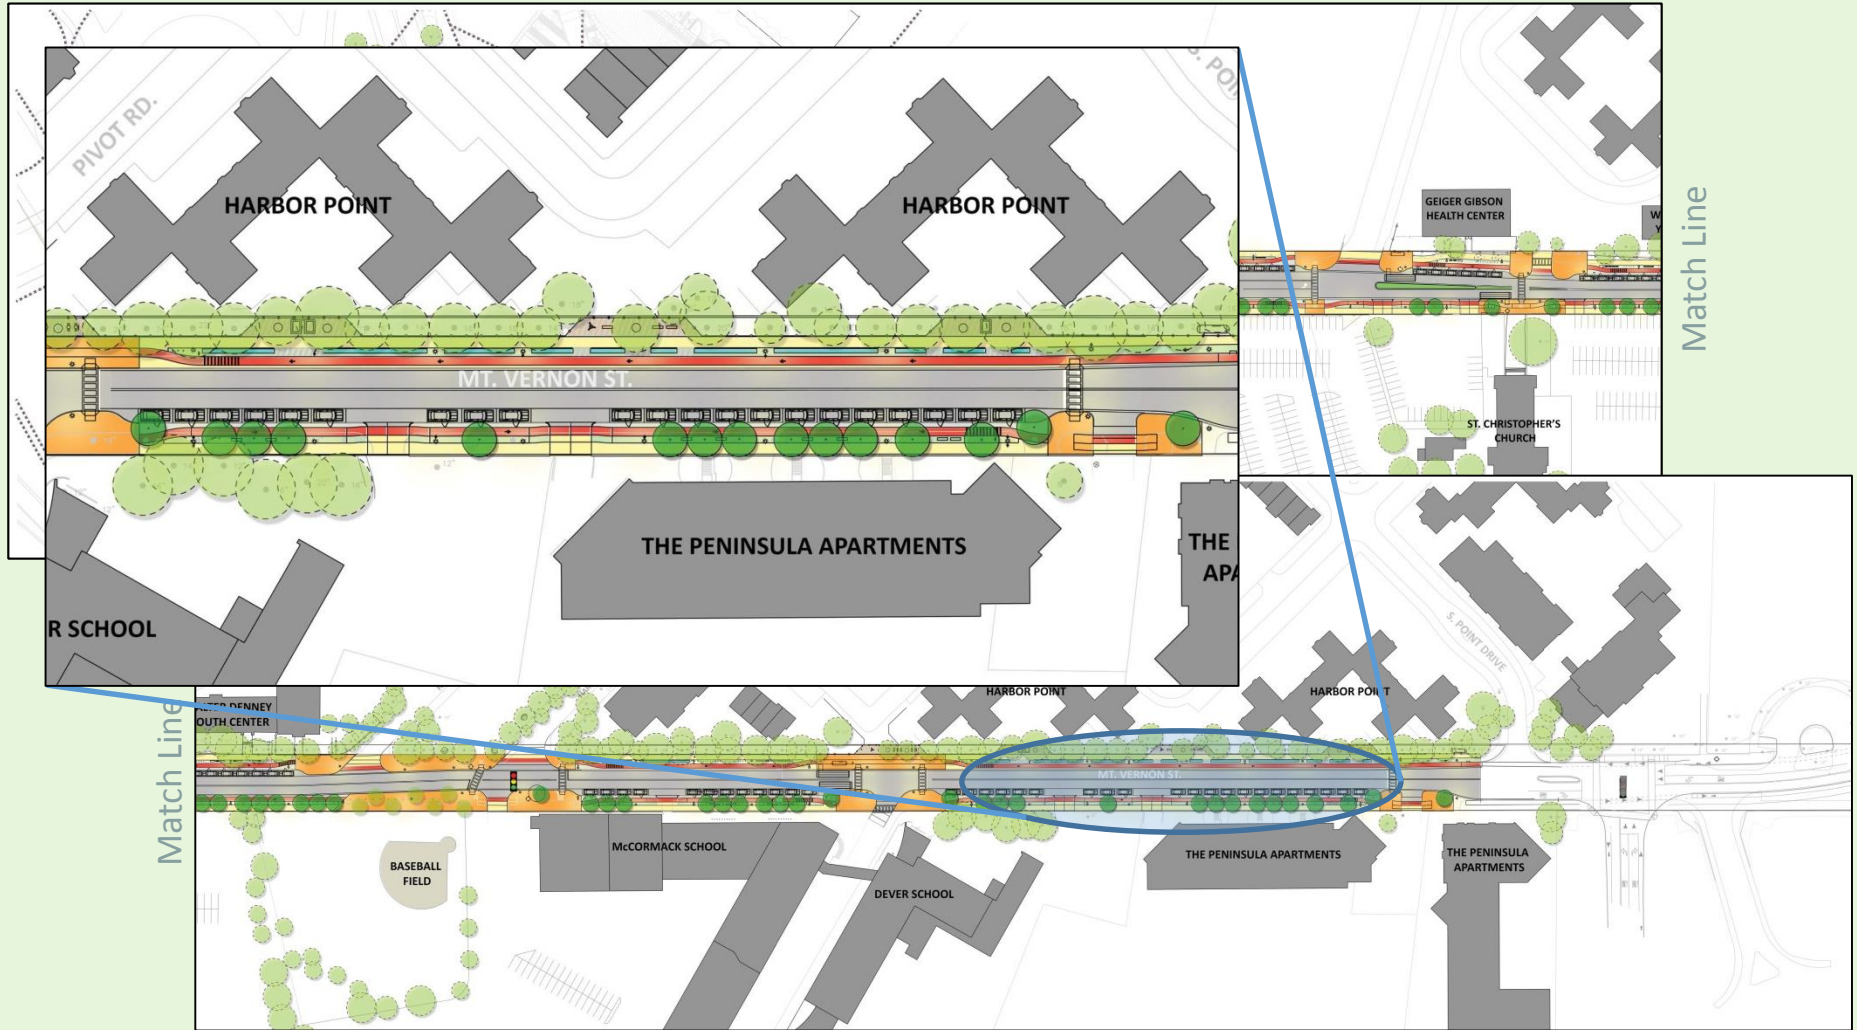 PIVOT RD.
HARBOR POINT
HARBOR POINT
MT. VERNON ST.
THE PENINSULA APARTMENTS
THE
R SCHOOL
GEIGER GIBSON
HEALTH CENTER
ST. CHRISTOPHER'S
CHURCH
Match Line
Match Line
OUTH CENTER
HARBOR POINT
HARBOR POINT
S. POINT DRIVE
MT. VERNON ST.
McCORMACK SCHOOL
BASEBALL
FIELD
DEVER SCHOOL
THE PENINSULA APARTMENTS
THE PENINSULA
APARTMENTS